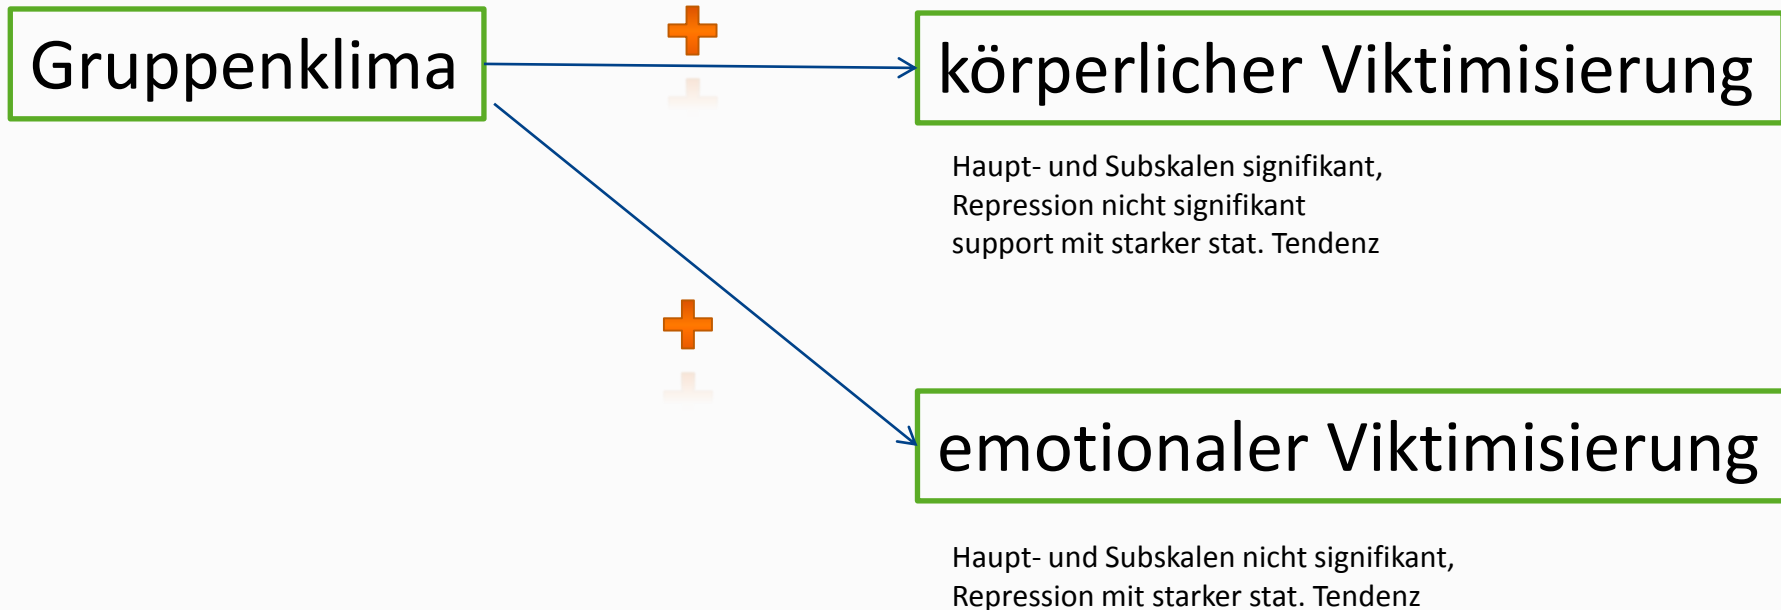 Gruppenklima
körperlicher Viktimisierung
Haupt- und Subskalen signifikant,
Repression nicht signifikant
support mit starker stat. Tendenz
emotionaler Viktimisierung
Haupt- und Subskalen nicht signifikant,
Repression mit starker stat. Tendenz